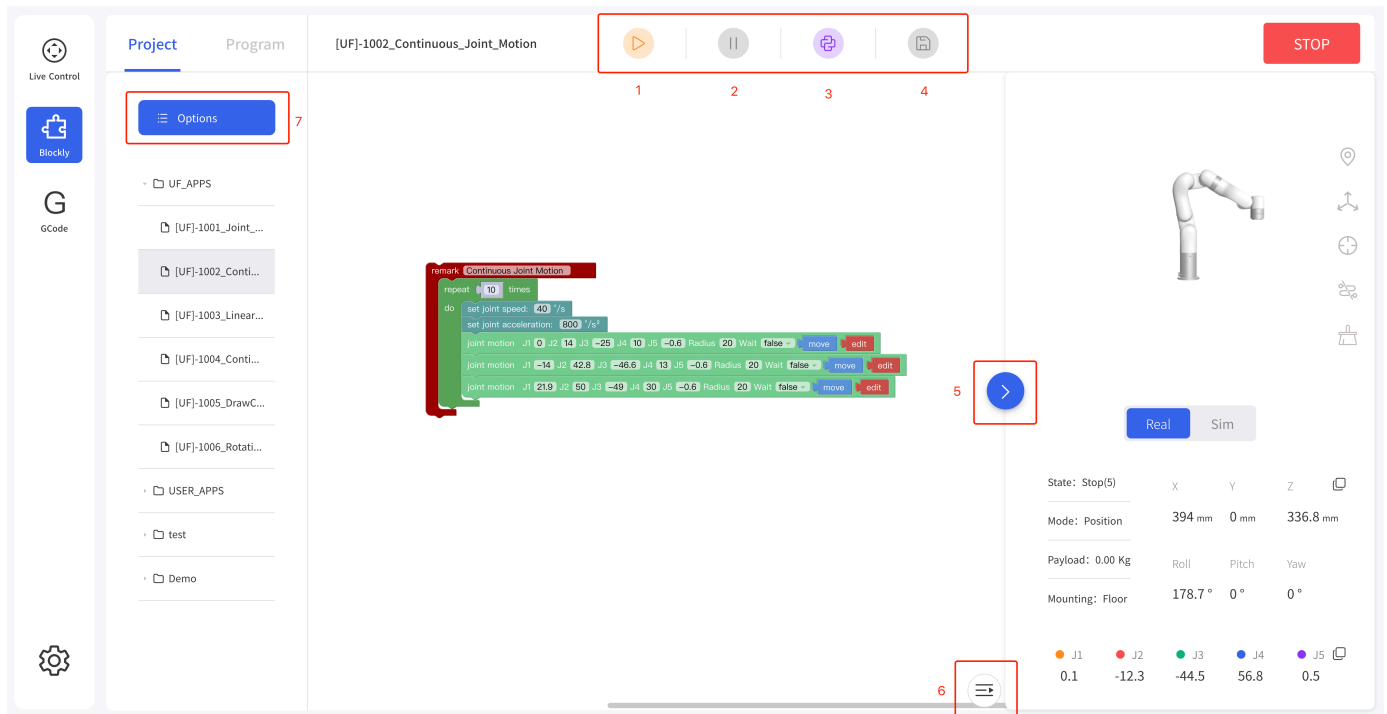 Project Program [UF]-1002_Continuous_Joint_Motion STOP
Live Control
1 2 3 4
Options 7
Blockly
UF_APPS
G
GCode
[UF]-1001_Joint_...
[UF]-1002_Conti...
[UF]-1003_Linear...
[UF]-1004_Conti...
[UF]-1005_DrawC...
[UF]-1006_Rotati...
USER_APPS
test
Demo
remark Continuous Joint Motion
repeat 10 times
do set joint speed: 40 °/s
set joint acceleration: 800 °/s²
joint motion J1 0 J2 14 J3 -25 J4 10 J5 -0.6 Radius 20 Wait false move edit
joint motion J1 -14 J2 42.8 J3 -46.6 J4 13 J5 -0.6 Radius 20 Wait false move edit
joint motion J1 21.9 J2 50 J3 -49 J4 30 J5 -0.6 Radius 20 Wait false move edit
5
6
Real Sim
State: Stop(5) X Y Z
Mode: Position 394 mm 0 mm 336.8 mm
Payload: 0.00 Kg Roll Pitch Yaw
Mounting: Floor 178.7 ° 0 ° 0 °
J1 J2 J3 J4 J5
0.1 -12.3 -44.5 56.8 0.5